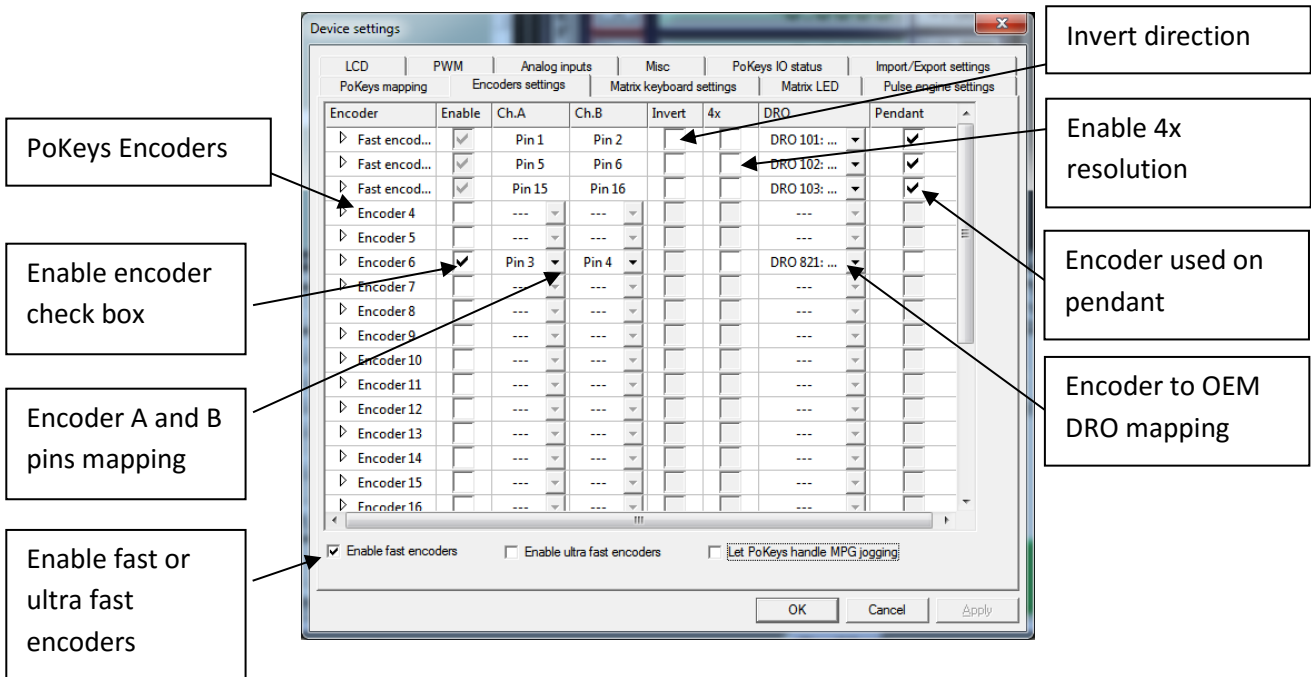 Device settings
LCD PWM Analog inputs Misc PoKeys IO status Import/Export settings
PoKeys mapping Encoders settings Matrix keyboard settings Matrix LED Pulse engine settings
Encoder Enable Ch.A Ch.B Invert 4x DRO Pendant
Fast encod... Pin 1 Pin 2 DRO 101: ...
Fast encod... Pin 5 Pin 6 DRO 102: ...
Fast encod... Pin 15 Pin 16 DRO 103: ...
Encoder 4 --- --- ---
Encoder 5 --- --- ---
Encoder 6 Pin 3 Pin 4 DRO 821: ...
Encoder 7 --- --- ---
Encoder 8 --- --- ---
Encoder 9 --- --- ---
Encoder 10 --- --- ---
Encoder 11 --- --- ---
Encoder 12 --- --- ---
Encoder 13 --- --- ---
Encoder 14 --- --- ---
Encoder 15 --- --- ---
Encoder 16 --- --- ---
Enable fast encoders Enable ultra fast encoders Let PoKeys handle MPG jogging
OK Cancel Apply
PoKeys Encoders
Enable encoder
check box
Encoder A and B
pins mapping
Enable fast or
ultra fast
encoders
Invert direction
Enable 4x
resolution
Encoder used on
pendant
Encoder to OEM
DRO mapping